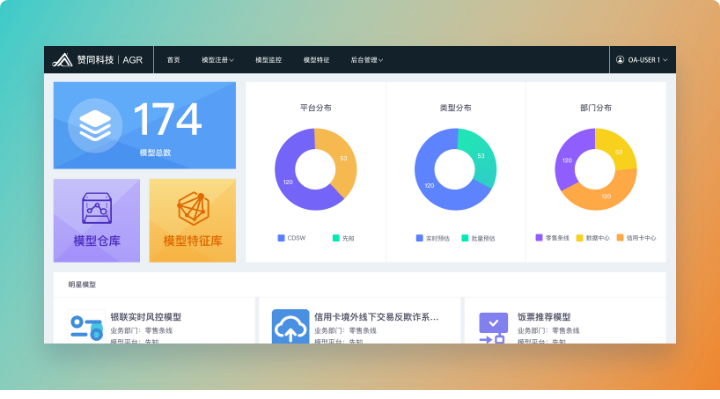 赞同科技 | AGR
首页
模型注册
模型监控
模型特征
后台管理
OA-USER 1
174
模型总数
模型仓库
模型特征库
平台分布
53
120
CDSW
先知
类型分布
53
120
实时预估
批量预估
部门分布
120
53
120
零售条线
数据中心
信用卡中心
明星模型
银联实时风控模型
业务部门：零售条线
模型平台：先知
信用卡境外线下交易反欺诈系...
业务部门：零售条线
模型平台：先知
饭票推荐模型
业务部门：零售条线
模型平台：先知